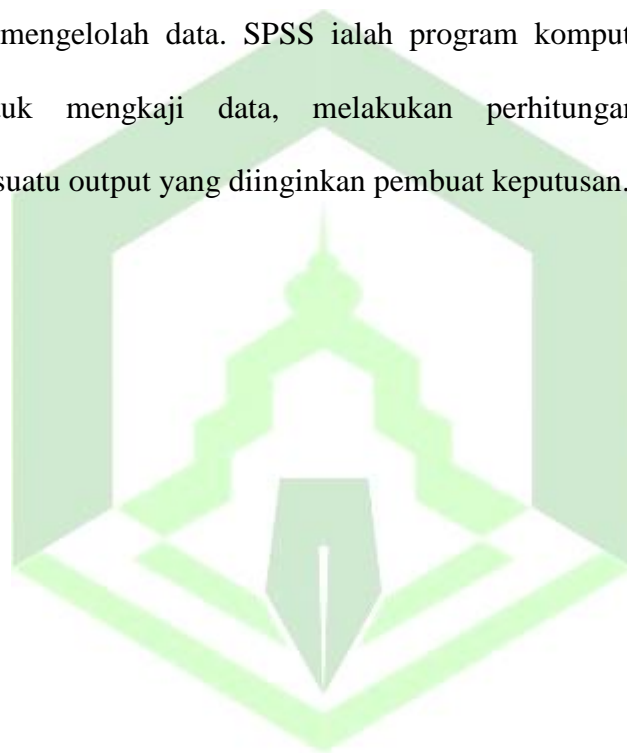 mengelolah data. SPSS ialah program komput
uk mengkaji data, melakukan perhitungan
suatu output yang diinginkan pembuat keputusan.